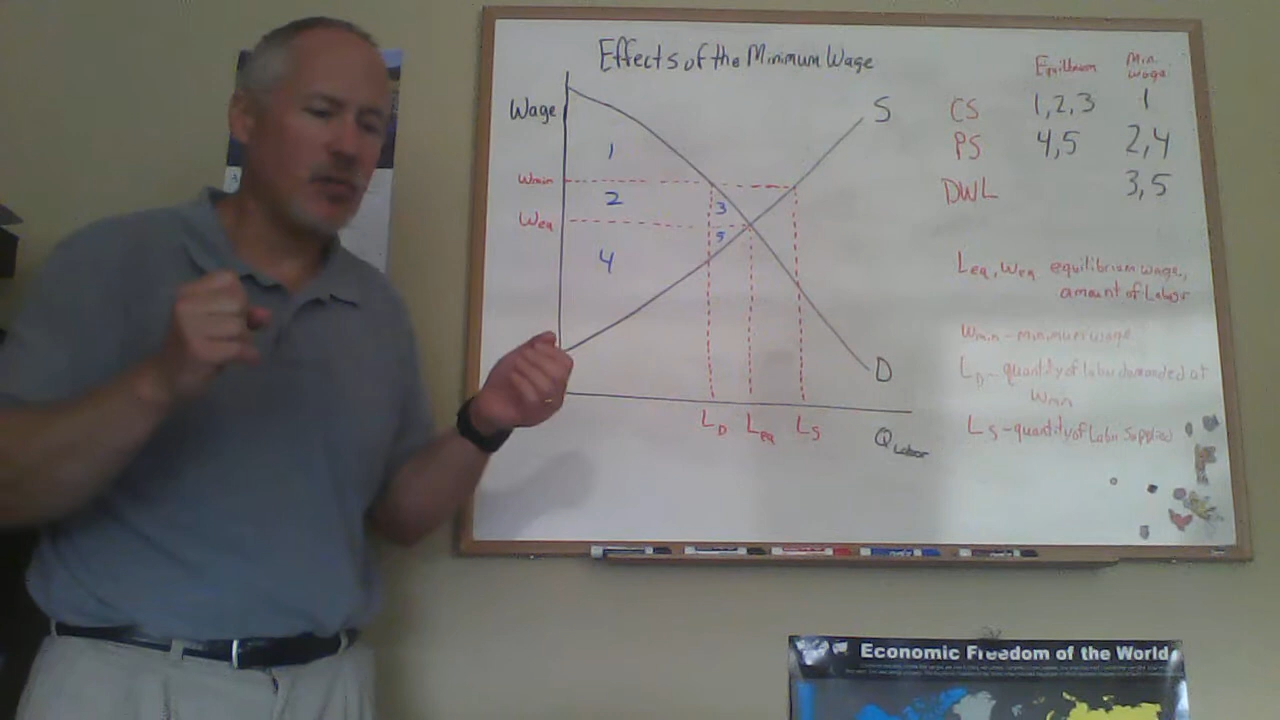 Effects of the Minimum Wage
Wage
Wmin
Weq
1
2
3
4
5
S
D
LD Leq LS
QLabor
Equilibrium Min. Wage
CS 1,2,3 1
PS 4,5 2,4
DWL 3,5
Leq, Weq equilibrium wage,
amount of Labor
Wmin - minimum wage
LD - quantity of labor demanded at
Wmin
LS - quantity of Labor Supplied
Economic Freedom of the World
3